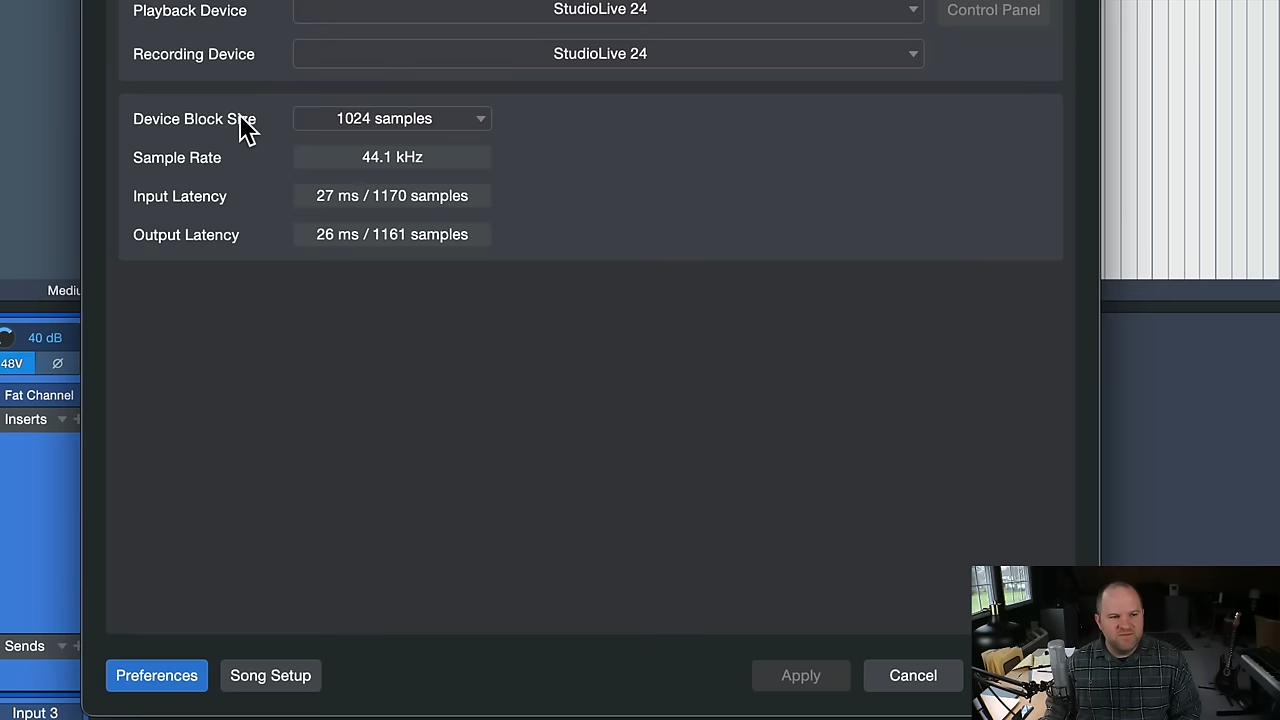 Playback Device StudioLive 24 Control Panel
Recording Device StudioLive 24
Device Block Size 1024 samples
Sample Rate 44.1 kHz
Input Latency 27 ms / 1170 samples
Output Latency 26 ms / 1161 samples
40 dB
48V Ø
Fat Channel
Inserts
Sends
Preferences Song Setup Apply Cancel
Input 3